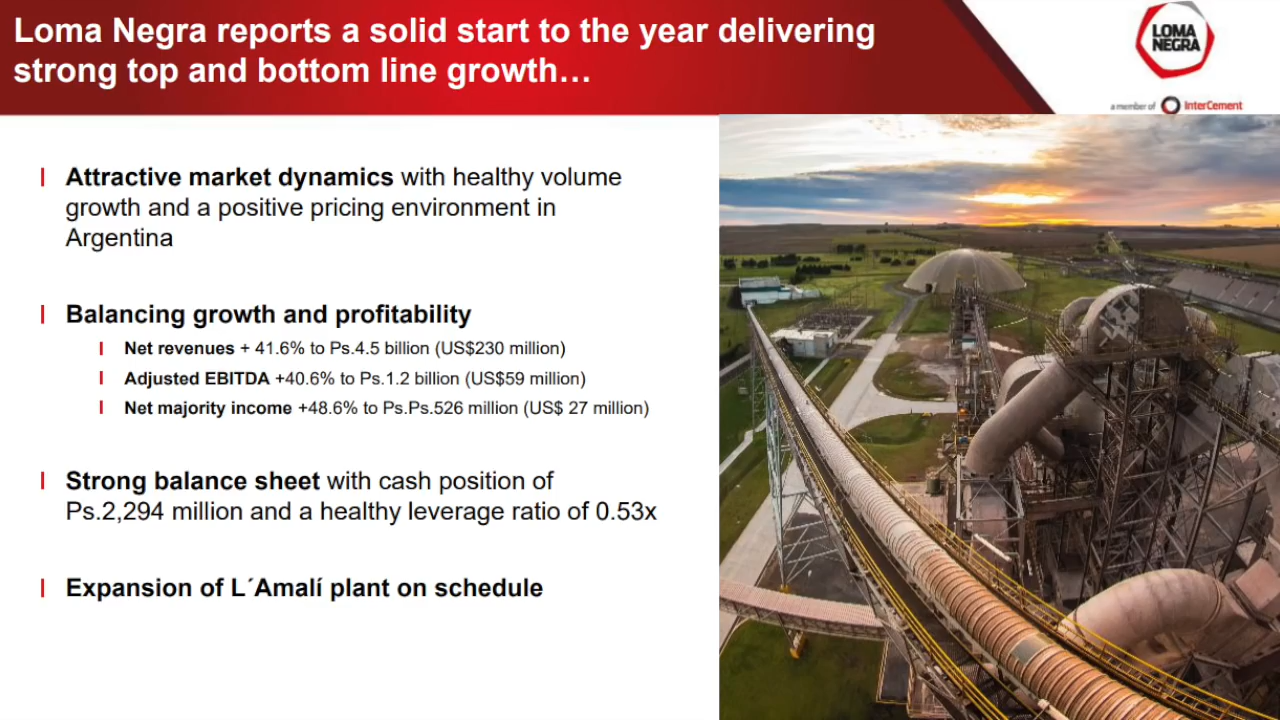 Loma Negra reports a solid start to the year delivering
strong top and bottom line growth…
LOMA
NEGRA
a member of InterCement
Attractive market dynamics with healthy volume
growth and a positive pricing environment in
Argentina
Balancing growth and profitability
Net revenues + 41.6% to Ps.4.5 billion (US$230 million)
Adjusted EBITDA +40.6% to Ps.1.2 billion (US$59 million)
Net majority income +48.6% to Ps.Ps.526 million (US$ 27 million)
Strong balance sheet with cash position of
Ps.2,294 million and a healthy leverage ratio of 0.53x
Expansion of L´Amalí plant on schedule